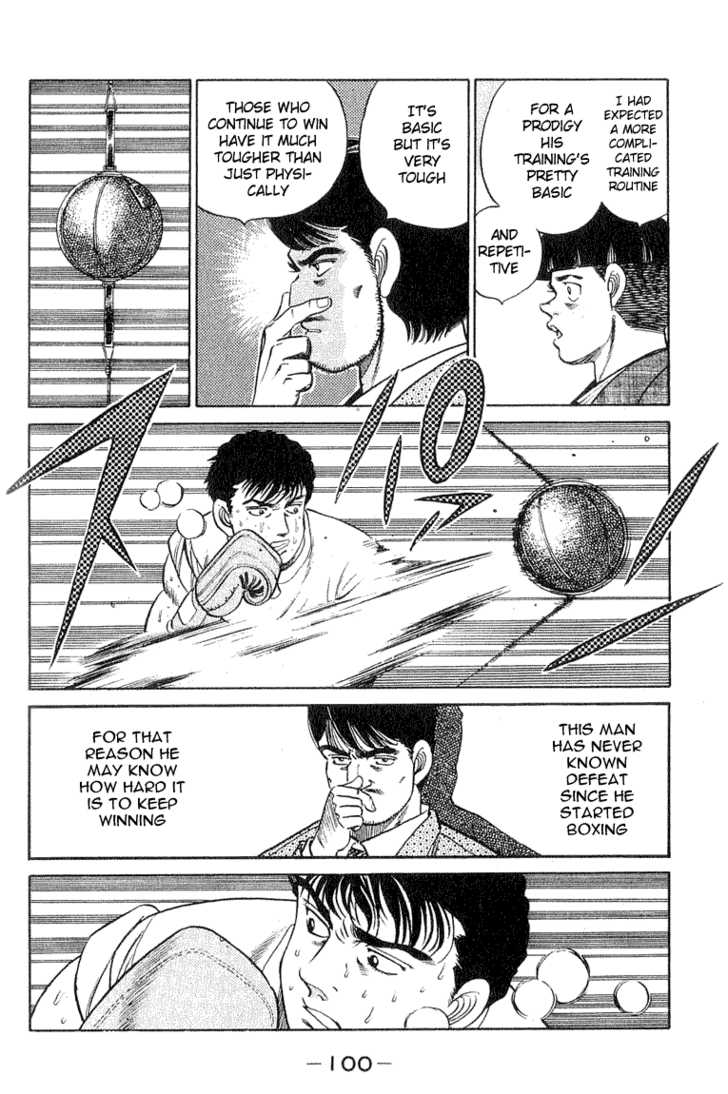 I HAD
EXPECTED
A MORE
COMPLI-
CATED
TRAINING
ROUTINE
FOR A
PRODIGY
HIS
TRAINING'S
PRETTY
BASIC
AND
REPETI-
TIVE
IT'S
BASIC
BUT IT'S
VERY
TOUGH
THOSE WHO
CONTINUE TO WIN
HAVE IT MUCH
TOUGHER THAN
JUST PHYSI-
CALLY
THIS MAN
HAS NEVER
KNOWN
DEFEAT
SINCE HE
STARTED
BOXING
FOR THAT
REASON HE
MAY KNOW
HOW HARD IT
IS TO KEEP
WINNING
—100—